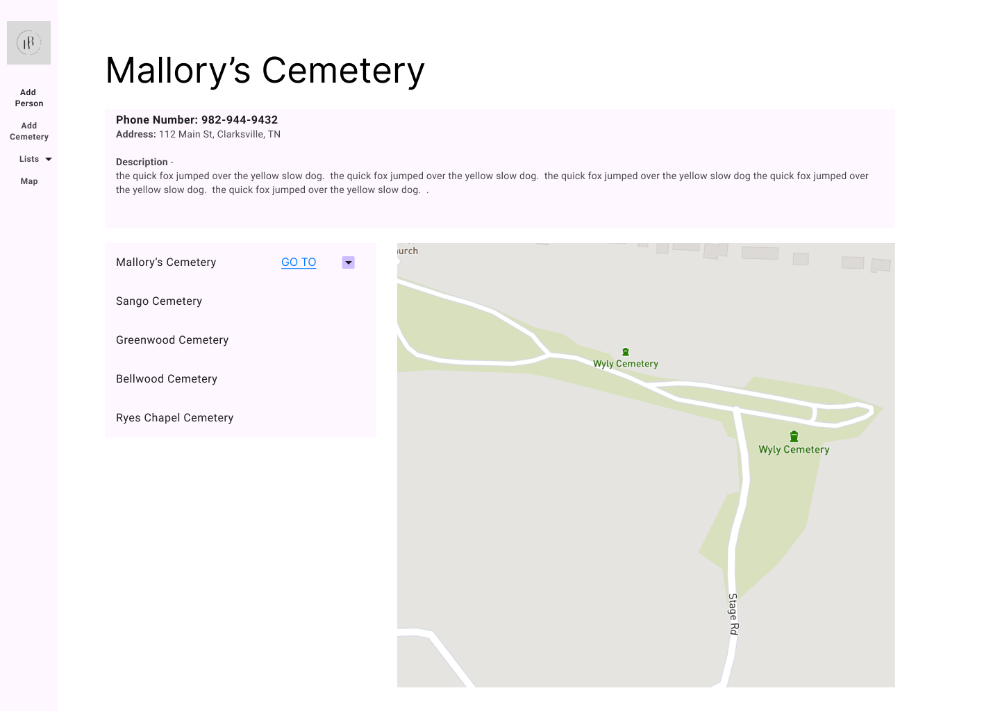 Add
Person
Add
Cemetery
Lists
Map
Mallory’s Cemetery
Phone Number: 982-944-9432
Address: 112 Main St, Clarksville, TN
Description -
the quick fox jumped over the yellow slow dog.  the quick fox jumped over the yellow slow dog.  the quick fox jumped over the yellow slow dog the quick fox jumped over
the yellow slow dog.  the quick fox jumped over the yellow slow dog.  .
Mallory’s Cemetery GO TO
Sango Cemetery
Greenwood Cemetery
Bellwood Cemetery
Ryes Chapel Cemetery
Wyly Cemetery
Wyly Cemetery
Stage Rd